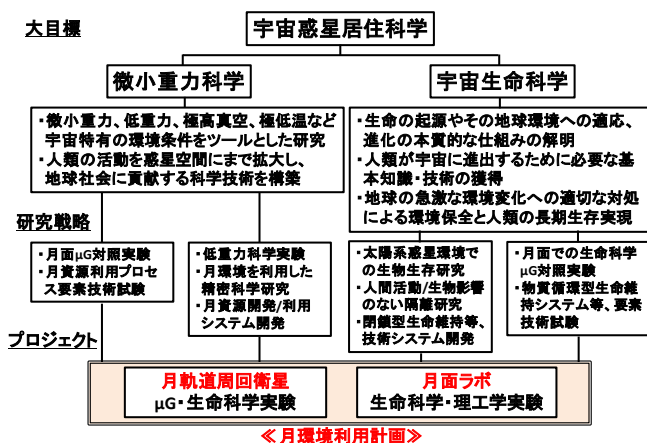 大目標
宇宙惑星居住科学
微小重力科学
宇宙生命科学
・微小重力、低重力、極高真空、極低温など
宇宙特有の環境条件をツールとした研究
・人類の活動を惑星空間にまで拡大し、
地球社会に貢献する科学技術を構築
・生命の起源やその地球環境への適応、
進化の本質的な仕組みの解明
・人類が宇宙に進出するために必要な基
本知識・技術の獲得
・地球の急激な環境変化への適切な対処
による環境保全と人類の長期生存実現
研究戦略
・月面μG対照実験
・月資源利用プロセ
ス要素技術試験
・低重力科学実験
・月環境を利用した
精密科学研究
・月資源開発/利用
システム開発
・太陽系惑星環境で
の生物生存研究
・人間活動/生物影響
のない隔離研究
・閉鎖型生命維持等、
技術システム開発
・月面での生命科学
μG対照実験
・物質循環型生命維
持システム等、要素
技術試験
プロジェクト
月軌道周回衛星
μG・生命科学実験
月面ラボ
生命科学・理工学実験
≪月環境利用計画≫